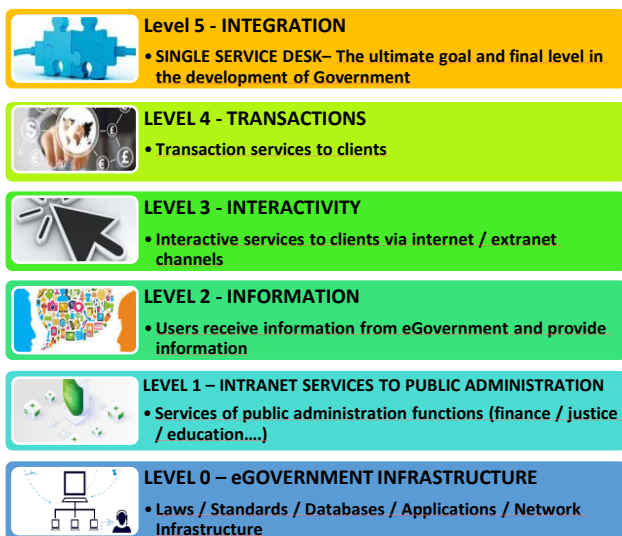 Level 5 - INTEGRATION
• SINGLE SERVICE DESK– The ultimate goal and final level in
the development of Government
LEVEL 4 - TRANSACTIONS
• Transaction services to clients
LEVEL 3 - INTERACTIVITY
• Interactive services to clients via internet / extranet
channels
LEVEL 2 - INFORMATION
• Users receive information from eGovernment and provide
information
LEVEL 1 – INTRANET SERVICES TO PUBLIC ADMINISTRATION
• Services of public administration functions (finance / justice
/ education....)
LEVEL 0 – eGOVERNMENT INFRASTRUCTURE
• Laws / Standards / Databases / Applications / Network
Infrastructure